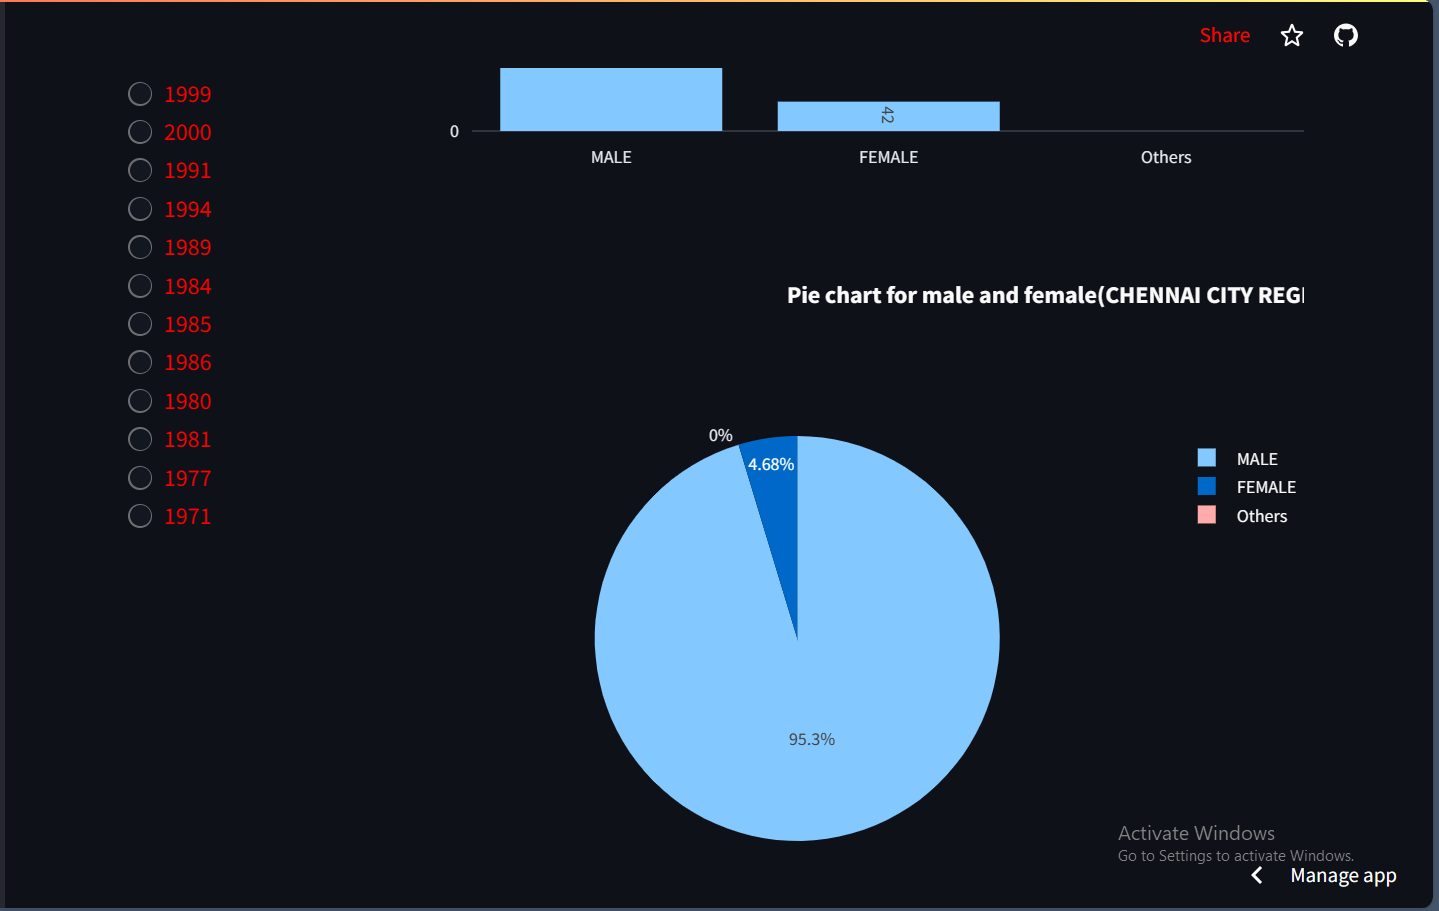 Share
1999
2000
1991
1994
1989
1984
1985
1986
1980
1981
1977
1971
42
0
MALE FEMALE Others
Pie chart for male and female(CHENNAI CITY REGI
0%
4.68%
95.3%
MALE
FEMALE
Others
Activate Windows
Go to Settings to activate Windows.
Manage app